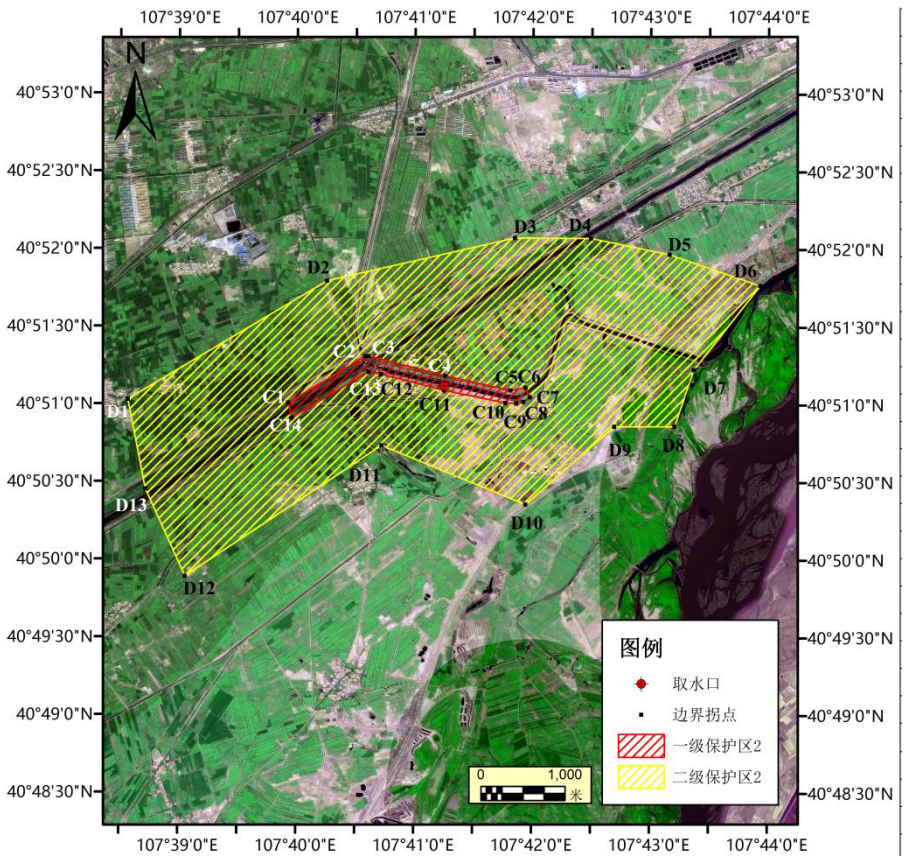 107°39'0"E 107°40'0"E 107°41'0"E 107°42'0"E 107°43'0"E 107°44'0"E
N
40°53'0"N 40°53'0"N
40°52'30"N 40°52'30"N
D3 D4
40°52'0"N 40°52'0"N
D5
D2 D6
40°51'30"N 40°51'30"N
C2 C3
C4 D7
C13 C12 C5 C6
C1 C11 C7
D1 40°51'0"N 40°51'0"N
C14 C10 C9 C8
D9 D8
D11
40°50'30"N 40°50'30"N
D13 D10
40°50'0"N 40°50'0"N
D12
40°49'30"N 40°49'30"N
图例
取水口
40°49'0"N 40°49'0"N
边界拐点
一级保护区2
0 1,000
米
二级保护区2
40°48'30"N 40°48'30"N
107°39'0"E 107°40'0"E 107°41'0"E 107°42'0"E 107°43'0"E 107°44'0"E